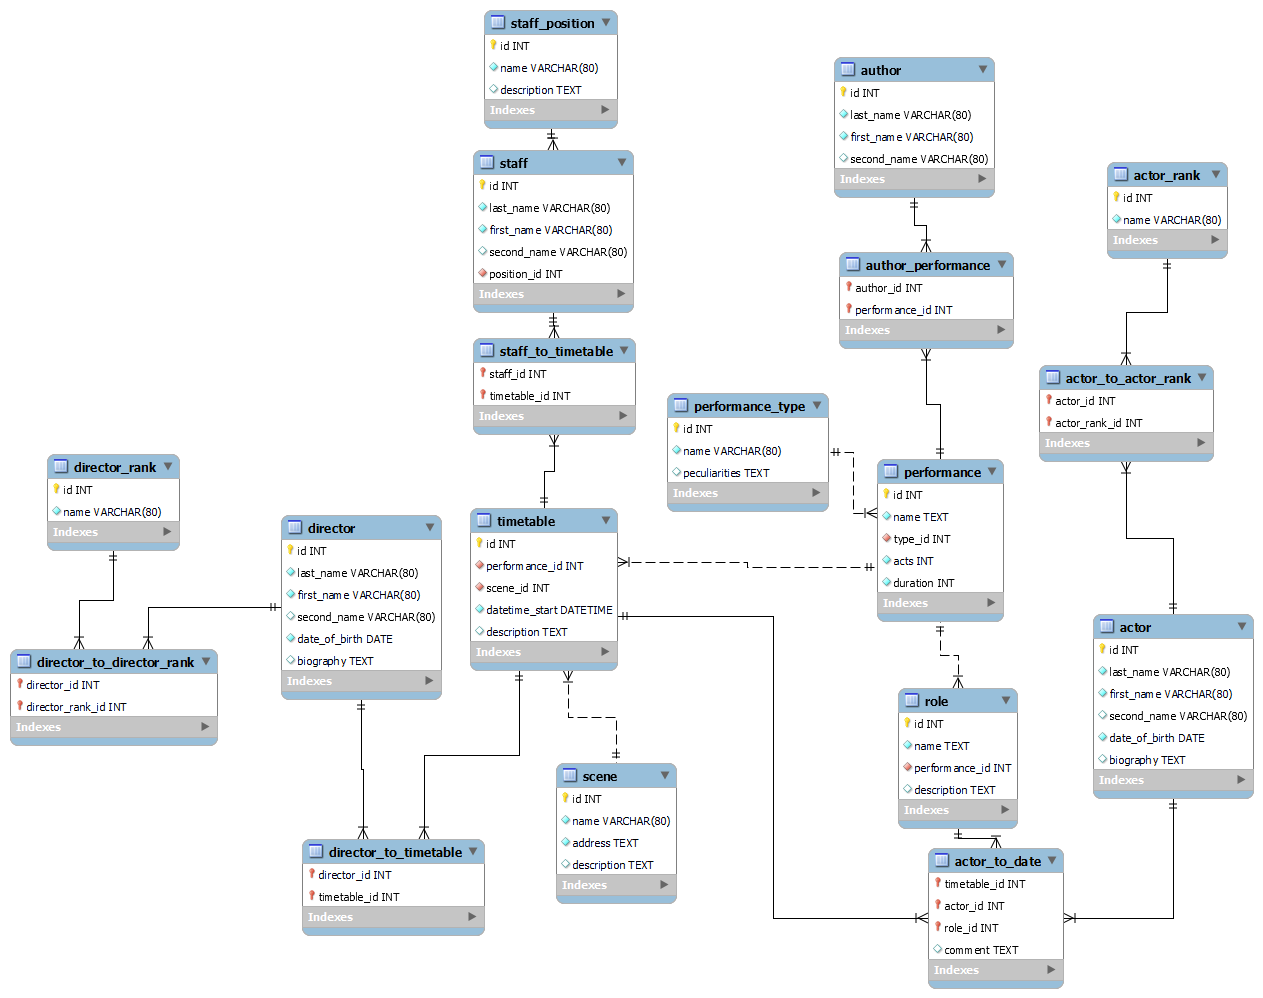 staff_position
id INT
name VARCHAR(80)
description TEXT
Indexes
staff
id INT
last_name VARCHAR(80)
first_name VARCHAR(80)
second_name VARCHAR(80)
position_id INT
Indexes
staff_to_timetable
staff_id INT
timetable_id INT
Indexes
author
id INT
last_name VARCHAR(80)
first_name VARCHAR(80)
second_name VARCHAR(80)
Indexes
author_performance
author_id INT
performance_id INT
Indexes
actor_rank
id INT
name VARCHAR(80)
Indexes
actor_to_actor_rank
actor_id INT
actor_rank_id INT
Indexes
performance_type
id INT
name VARCHAR(80)
peculiarities TEXT
Indexes
performance
id INT
name TEXT
type_id INT
acts INT
duration INT
Indexes
director_rank
id INT
name VARCHAR(80)
Indexes
director
id INT
last_name VARCHAR(80)
first_name VARCHAR(80)
second_name VARCHAR(80)
date_of_birth DATE
biography TEXT
Indexes
timetable
id INT
performance_id INT
scene_id INT
datetime_start DATETIME
description TEXT
Indexes
director_to_director_rank
director_id INT
director_rank_id INT
Indexes
actor
id INT
last_name VARCHAR(80)
first_name VARCHAR(80)
second_name VARCHAR(80)
date_of_birth DATE
biography TEXT
Indexes
role
id INT
name TEXT
performance_id INT
description TEXT
Indexes
scene
id INT
name VARCHAR(80)
address TEXT
description TEXT
Indexes
director_to_timetable
director_id INT
timetable_id INT
Indexes
actor_to_date
timetable_id INT
actor_id INT
role_id INT
comment TEXT
Indexes